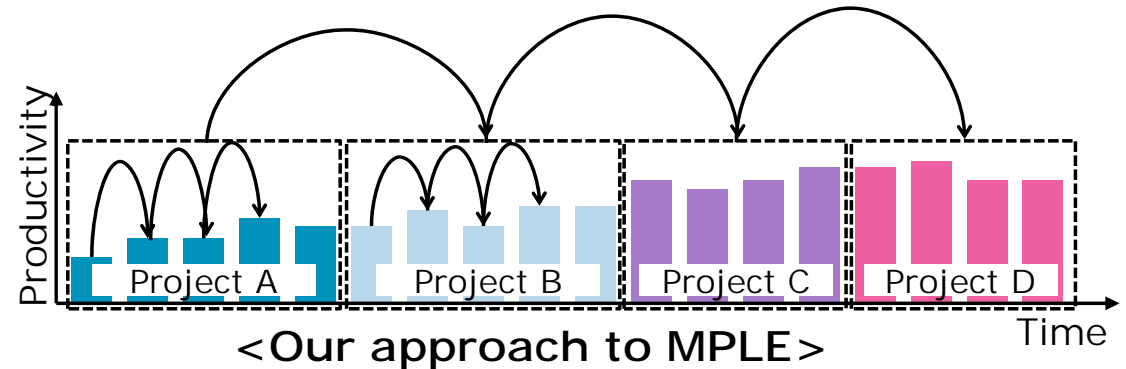 Productivity
Project A
Project B
Project C
Project D
Time
<Our approach to MPLE>